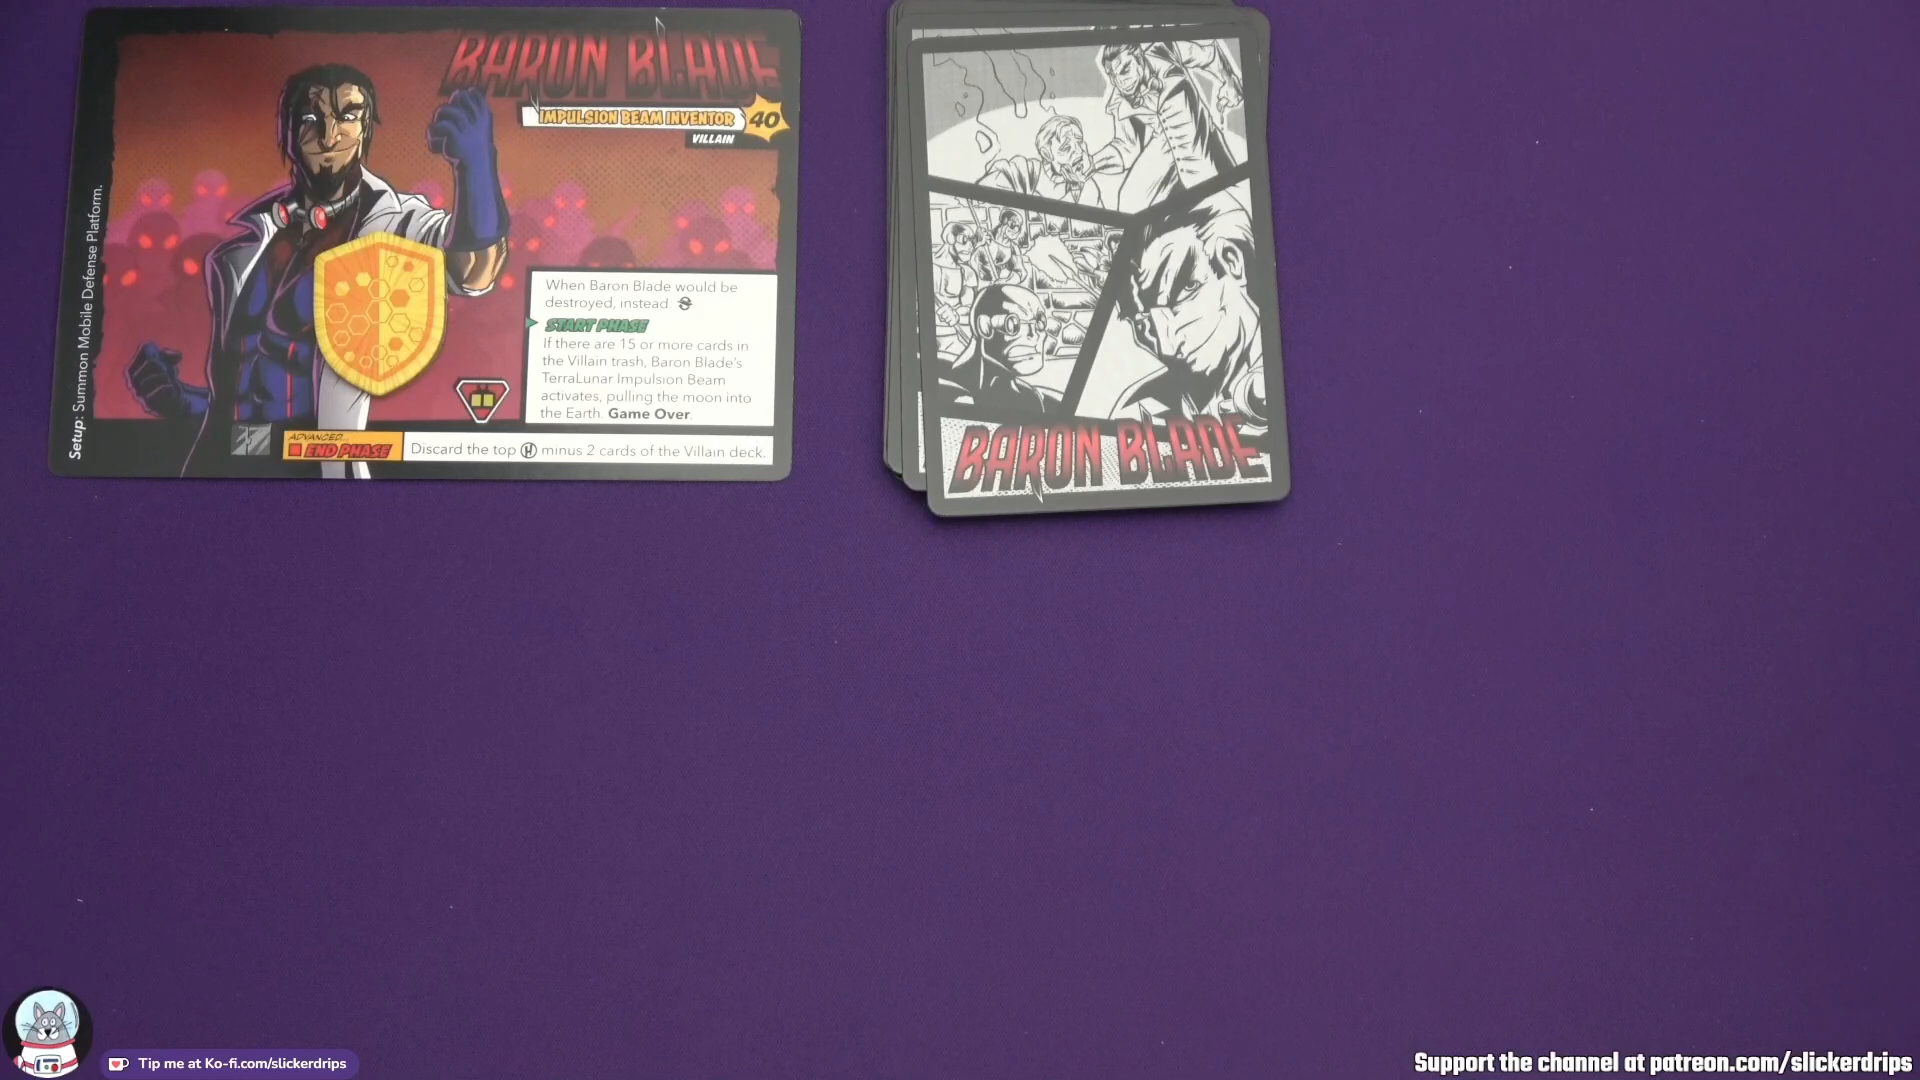 BARON BLADE
IMPULSION BEAM INVENTOR 40
VILLAIN
Setup: Summon Mobile Defense Platform.
When Baron Blade would be
destroyed, instead
START PHASE
If there are 15 or more cards in
the Villain trash, Baron Blade's
TerraLunar Impulsion Beam
activates, pulling the moon into
the Earth. Game Over.
ADVANCED...
END PHASE
Discard the top H minus 2 cards of the Villain deck.
BARON BLADE
Tip me at Ko-fi.com/slickerdrips
Support the channel at patreon.com/slickerdrips